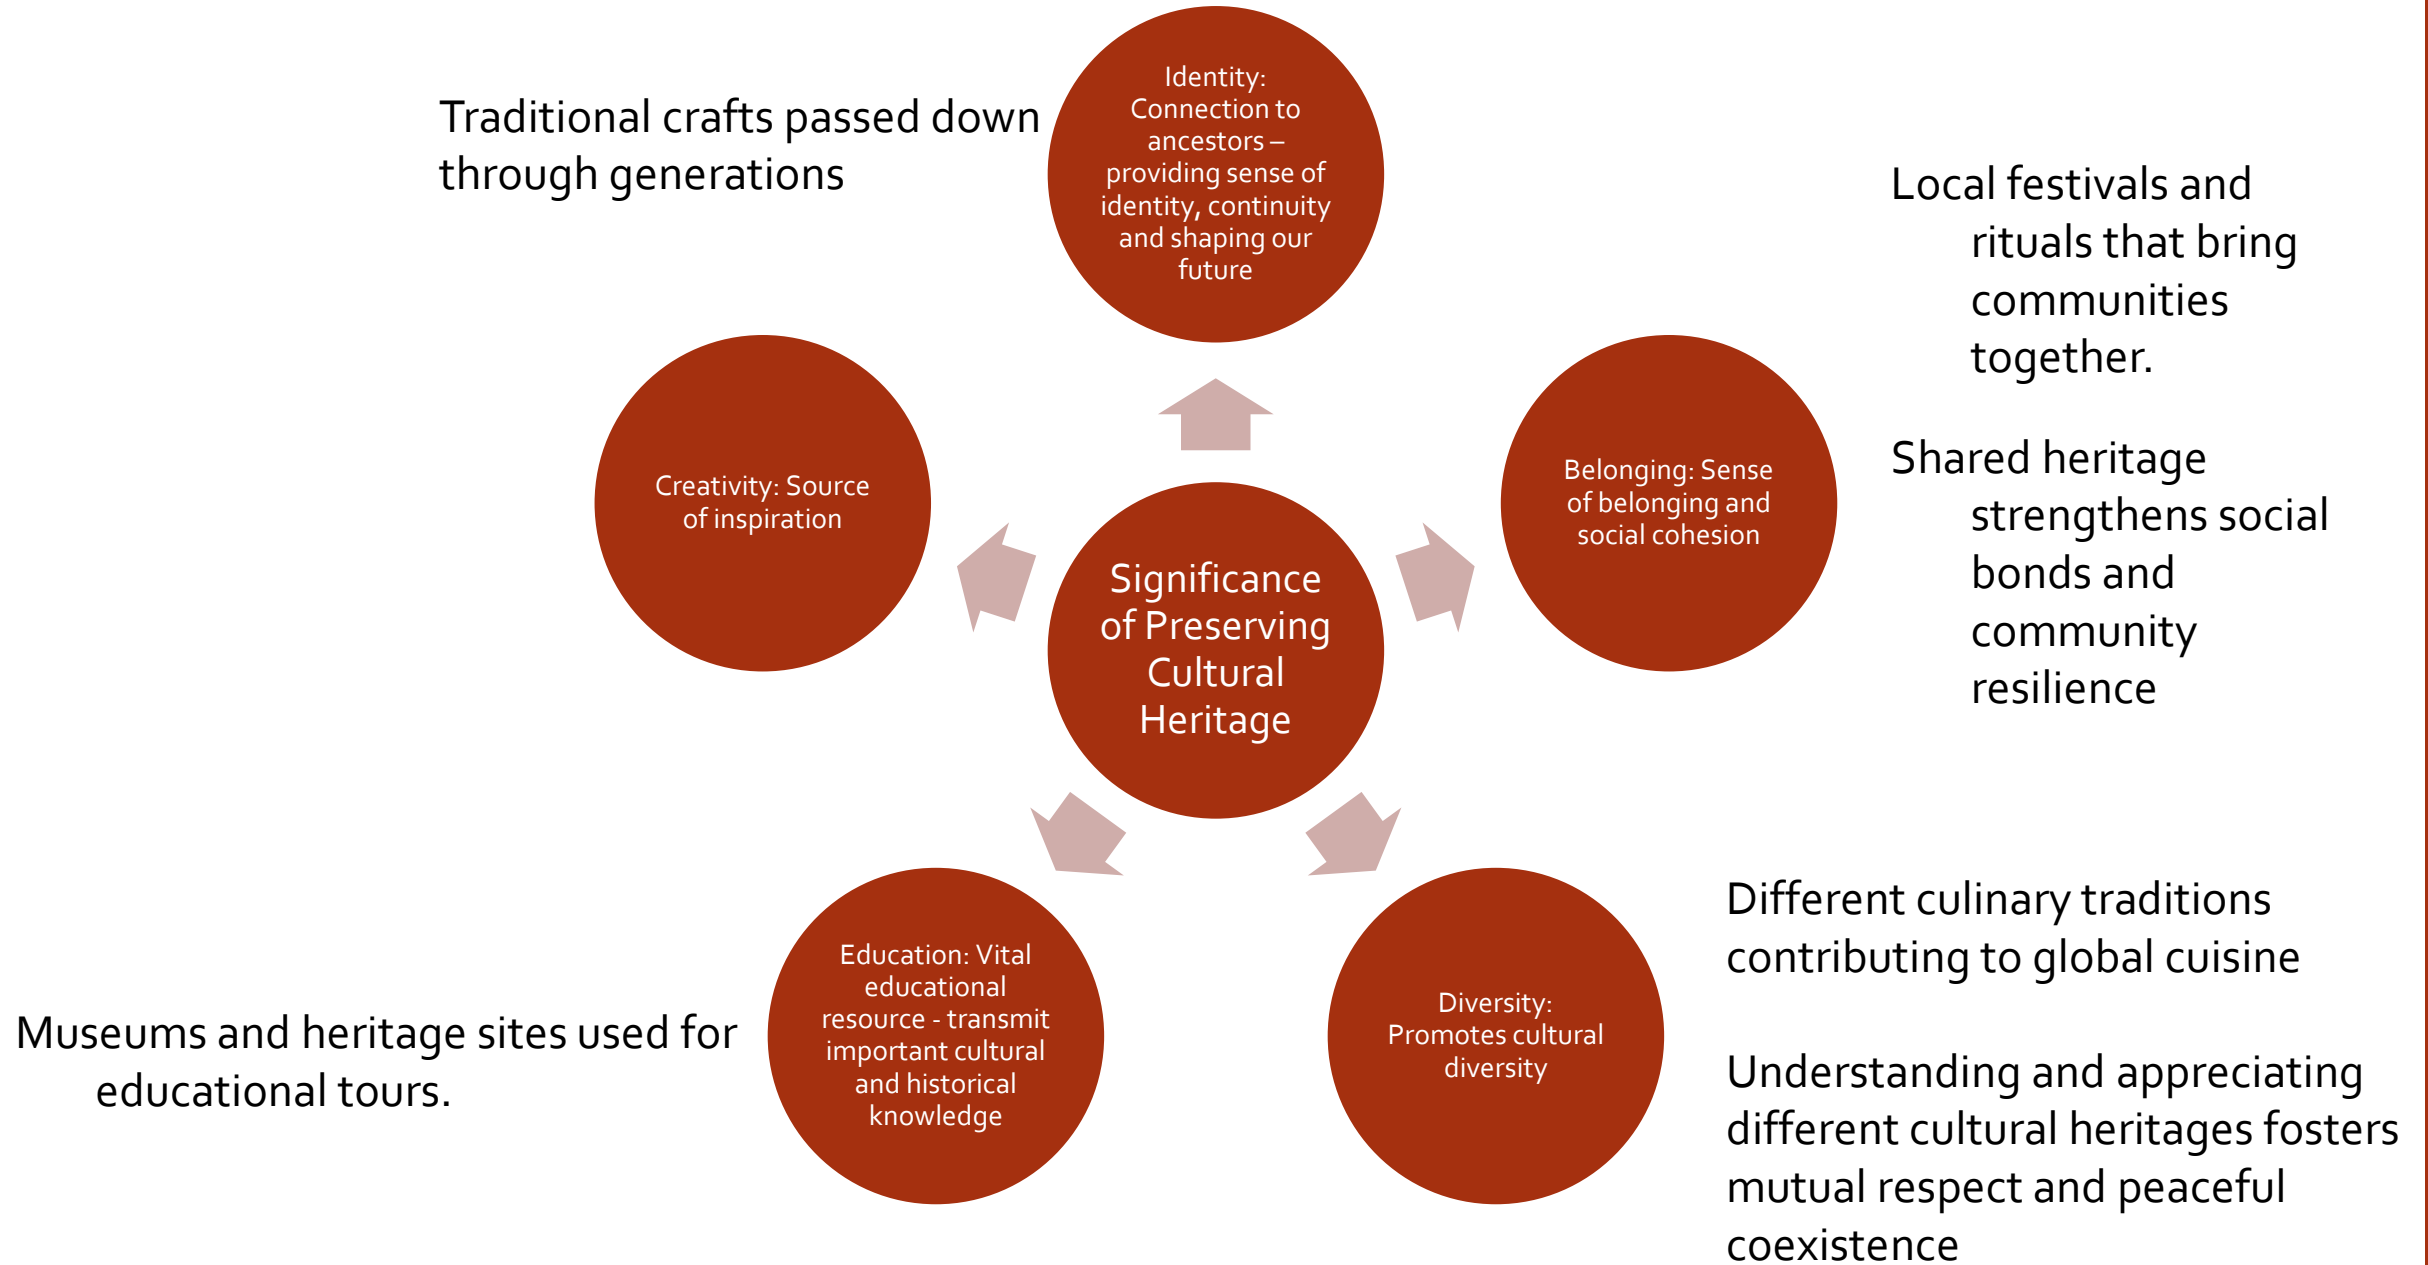 Traditional crafts passed down
through generations
Identity:
Connection to
ancestors –
providing sense of
identity, continuity
and shaping our
future
Local festivals and
rituals that bring
communities
together.
Shared heritage
strengthens social
bonds and
community
resilience
Creativity: Source
of inspiration
Belonging: Sense
of belonging and
social cohesion
Significance
of Preserving
Cultural
Heritage
Museums and heritage sites used for
educational tours.
Education: Vital
educational
resource - transmit
important cultural
and historical
knowledge
Diversity:
Promotes cultural
diversity
Different culinary traditions
contributing to global cuisine
Understanding and appreciating
different cultural heritages fosters
mutual respect and peaceful
coexistence